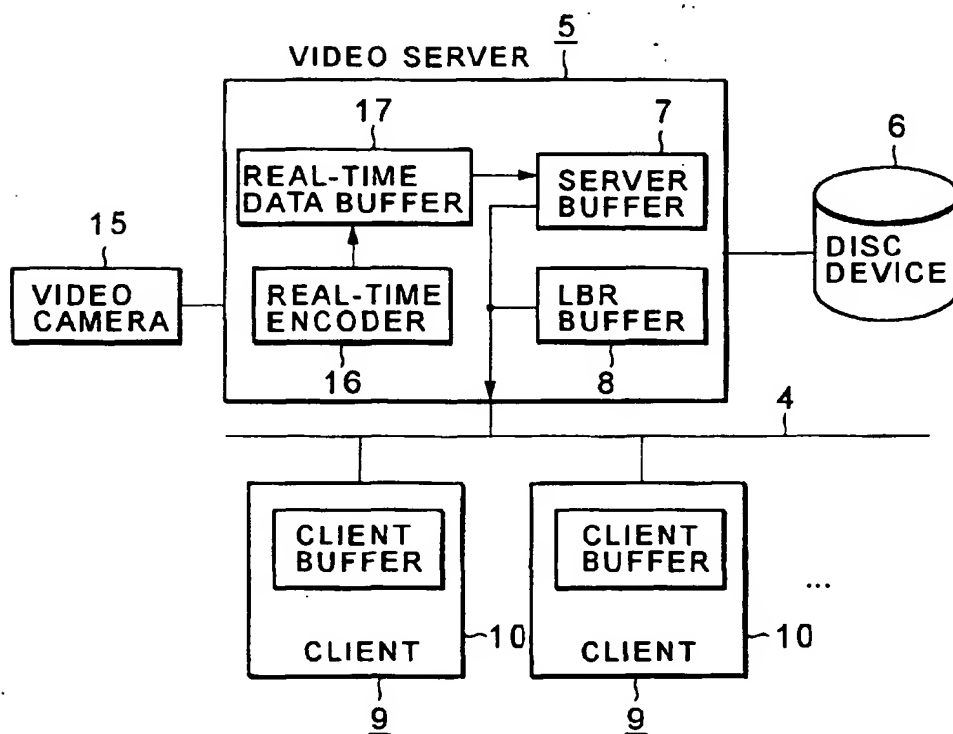 VIDEO SERVER
5
17
7
6
REAL-TIME
DATA BUFFER
SERVER
BUFFER
15
DISC
DEVICE
VIDEO
CAMERA
REAL-TIME
ENCODER
LBR
BUFFER
16
8
4
CLIENT
BUFFER
CLIENT
BUFFER
...
CLIENT
10
CLIENT
10
9
9